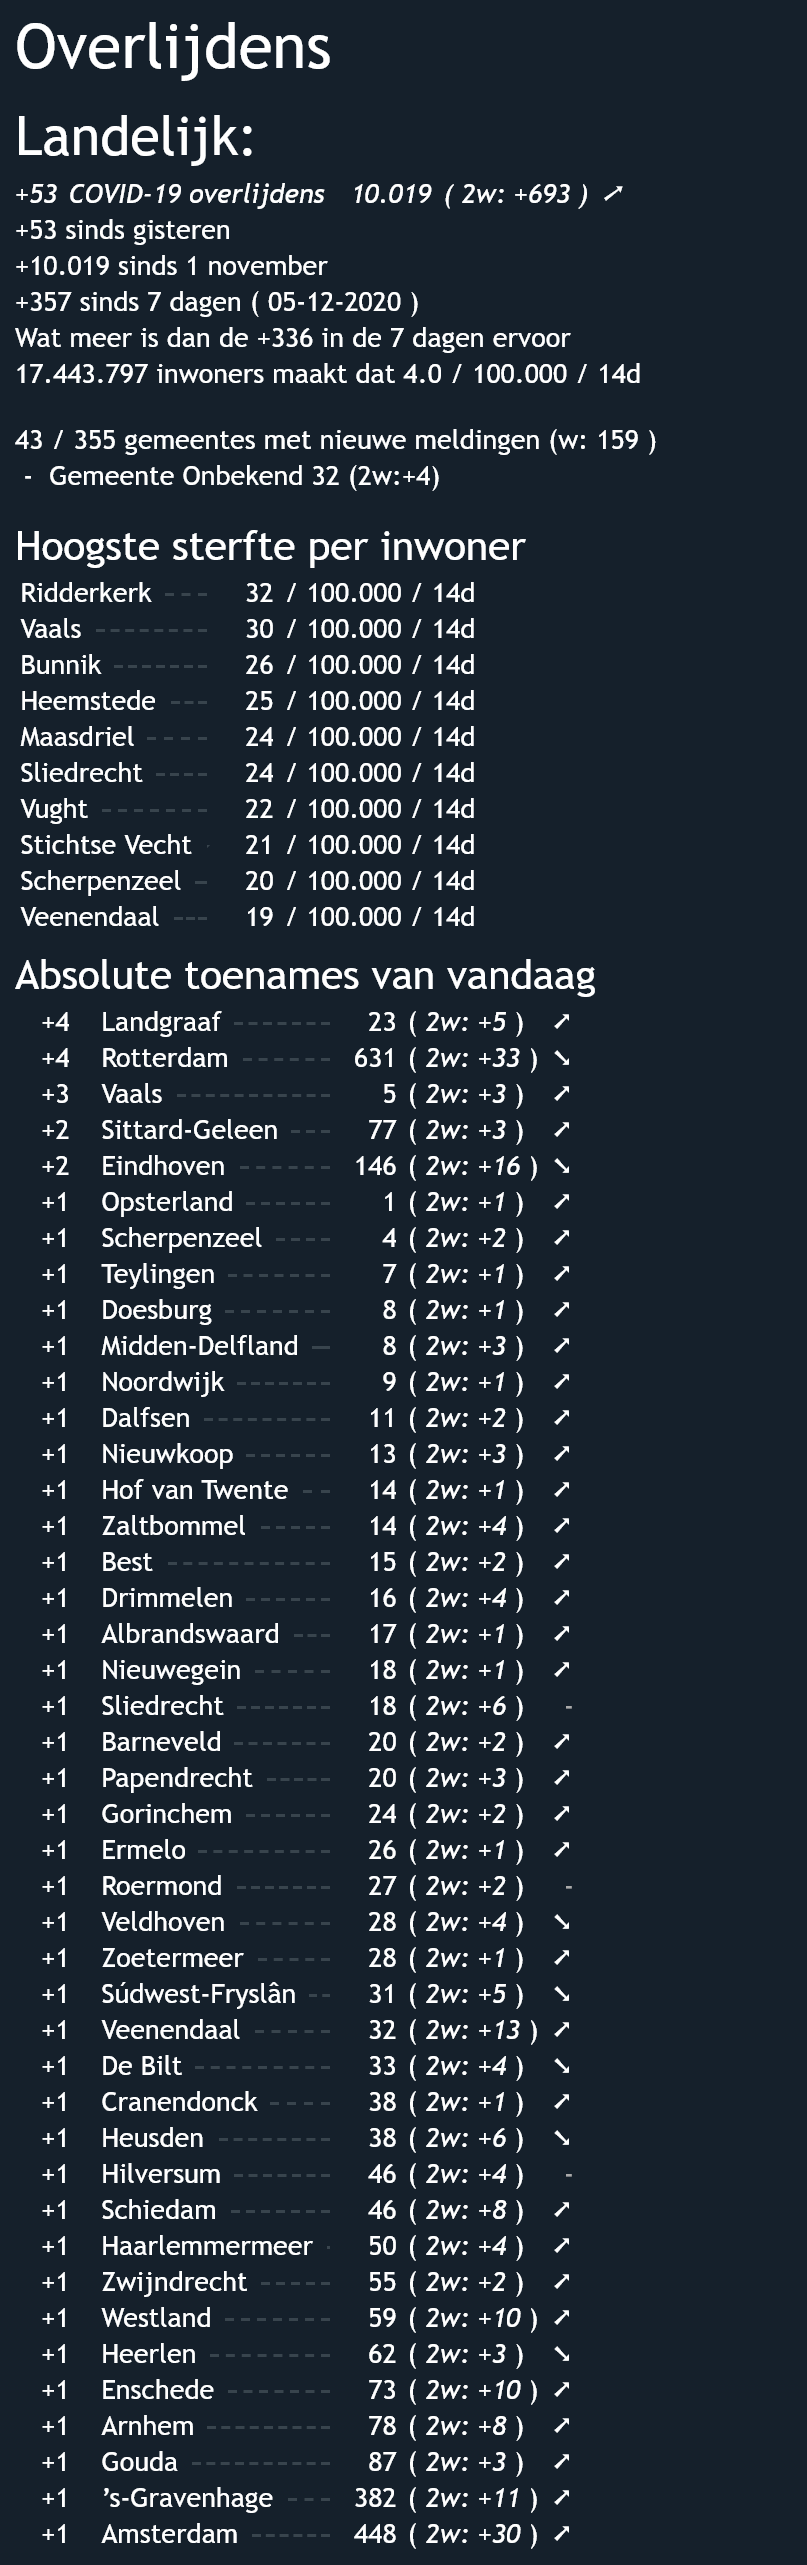 Overlijdens
Landelijk:
+53 COVID-19 overlijdens 10.019 ( 2w: +693 ) ➚
+53 sinds gisteren
+10.019 sinds 1 november
+357 sinds 7 dagen ( 05-12-2020 )
Wat meer is dan de +336 in de 7 dagen ervoor
17.443.797 inwoners maakt dat 4.0 / 100.000 / 14d
43 / 355 gemeentes met nieuwe meldingen (w: 159 )
- Gemeente Onbekend 32 (2w:+4)
Hoogste sterfte per inwoner
Ridderkerk --- 32 / 100.000 / 14d
Vaals -------- 30 / 100.000 / 14d
Bunnik ------- 26 / 100.000 / 14d
Heemstede --- 25 / 100.000 / 14d
Maasdriel ---- 24 / 100.000 / 14d
Sliedrecht ---- 24 / 100.000 / 14d
Vught ------- 22 / 100.000 / 14d
Stichtse Vecht - 21 / 100.000 / 14d
Scherpenzeel - 20 / 100.000 / 14d
Veenendaal --- 19 / 100.000 / 14d
Absolute toenames van vandaag
+4 Landgraaf ------- 23 ( 2w: +5 ) ➚
+4 Rotterdam ------ 631 ( 2w: +33 ) ➘
+3 Vaals ----------- 5 ( 2w: +3 ) ➚
+2 Sittard-Geleen --- 77 ( 2w: +3 ) ➚
+2 Eindhoven ------ 146 ( 2w: +16 ) ➘
+1 Opsterland ------ 1 ( 2w: +1 ) ➚
+1 Scherpenzeel ---- 4 ( 2w: +2 ) ➚
+1 Teylingen ------- 7 ( 2w: +1 ) ➚
+1 Doesburg ------- 8 ( 2w: +1 ) ➚
+1 Midden-Delfland - 8 ( 2w: +3 ) ➚
+1 Noordwijk ------- 9 ( 2w: +1 ) ➚
+1 Dalfsen --------- 11 ( 2w: +2 ) ➚
+1 Nieuwkoop ------ 13 ( 2w: +3 ) ➚
+1 Hof van Twente -- 14 ( 2w: +1 ) ➚
+1 Zaltbommel ----- 14 ( 2w: +4 ) ➚
+1 Best ----------- 15 ( 2w: +2 ) ➚
+1 Drimmelen ------ 16 ( 2w: +4 ) ➚
+1 Albrandswaard --- 17 ( 2w: +1 ) ➚
+1 Nieuwegein ----- 18 ( 2w: +1 ) ➚
+1 Sliedrecht ------- 18 ( 2w: +6 ) -
+1 Barneveld ------- 20 ( 2w: +2 ) ➚
+1 Papendrecht ----- 20 ( 2w: +3 ) ➚
+1 Gorinchem ------ 24 ( 2w: +2 ) ➚
+1 Ermelo --------- 26 ( 2w: +1 ) ➚
+1 Roermond ------- 27 ( 2w: +2 ) -
+1 Veldhoven ------ 28 ( 2w: +4 ) ➘
+1 Zoetermeer ----- 28 ( 2w: +1 ) ➚
+1 Súdwest-Fryslân -- 31 ( 2w: +5 ) ➘
+1 Veenendaal ----- 32 ( 2w: +13 ) ➚
+1 De Bilt --------- 33 ( 2w: +4 ) ➘
+1 Cranendonck ---- 38 ( 2w: +1 ) ➚
+1 Heusden -------- 38 ( 2w: +6 ) ➘
+1 Hilversum ------- 46 ( 2w: +4 ) -
+1 Schiedam ------- 46 ( 2w: +8 ) ➚
+1 Haarlemmermeer - 50 ( 2w: +4 ) ➚
+1 Zwijndrecht ----- 55 ( 2w: +2 ) ➚
+1 Westland ------- 59 ( 2w: +10 ) ➚
+1 Heerlen -------- 62 ( 2w: +3 ) ➘
+1 Enschede ------- 73 ( 2w: +10 ) ➚
+1 Arnhem --------- 78 ( 2w: +8 ) ➚
+1 Gouda ---------- 87 ( 2w: +3 ) ➚
+1 ’s-Gravenhage --- 382 ( 2w: +11 ) ➚
+1 Amsterdam ------ 448 ( 2w: +30 ) ➚